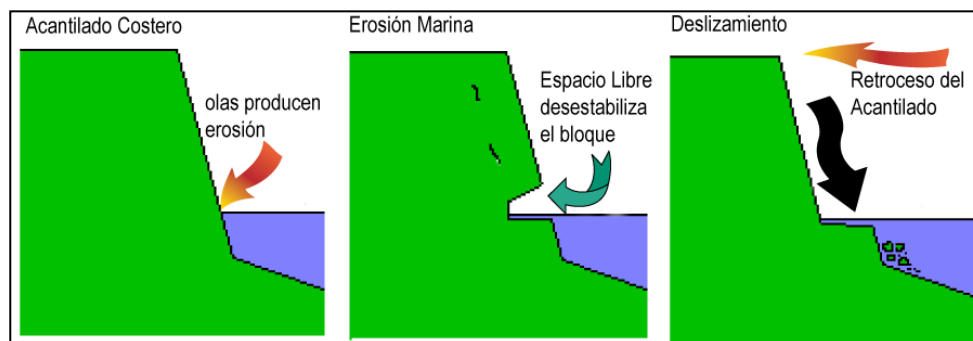 Acantilado Costero
olas producen
erosión
Erosión Marina
Espacio Libre
desestabiliza
el bloque
Deslizamiento
Retroceso del
Acantilado